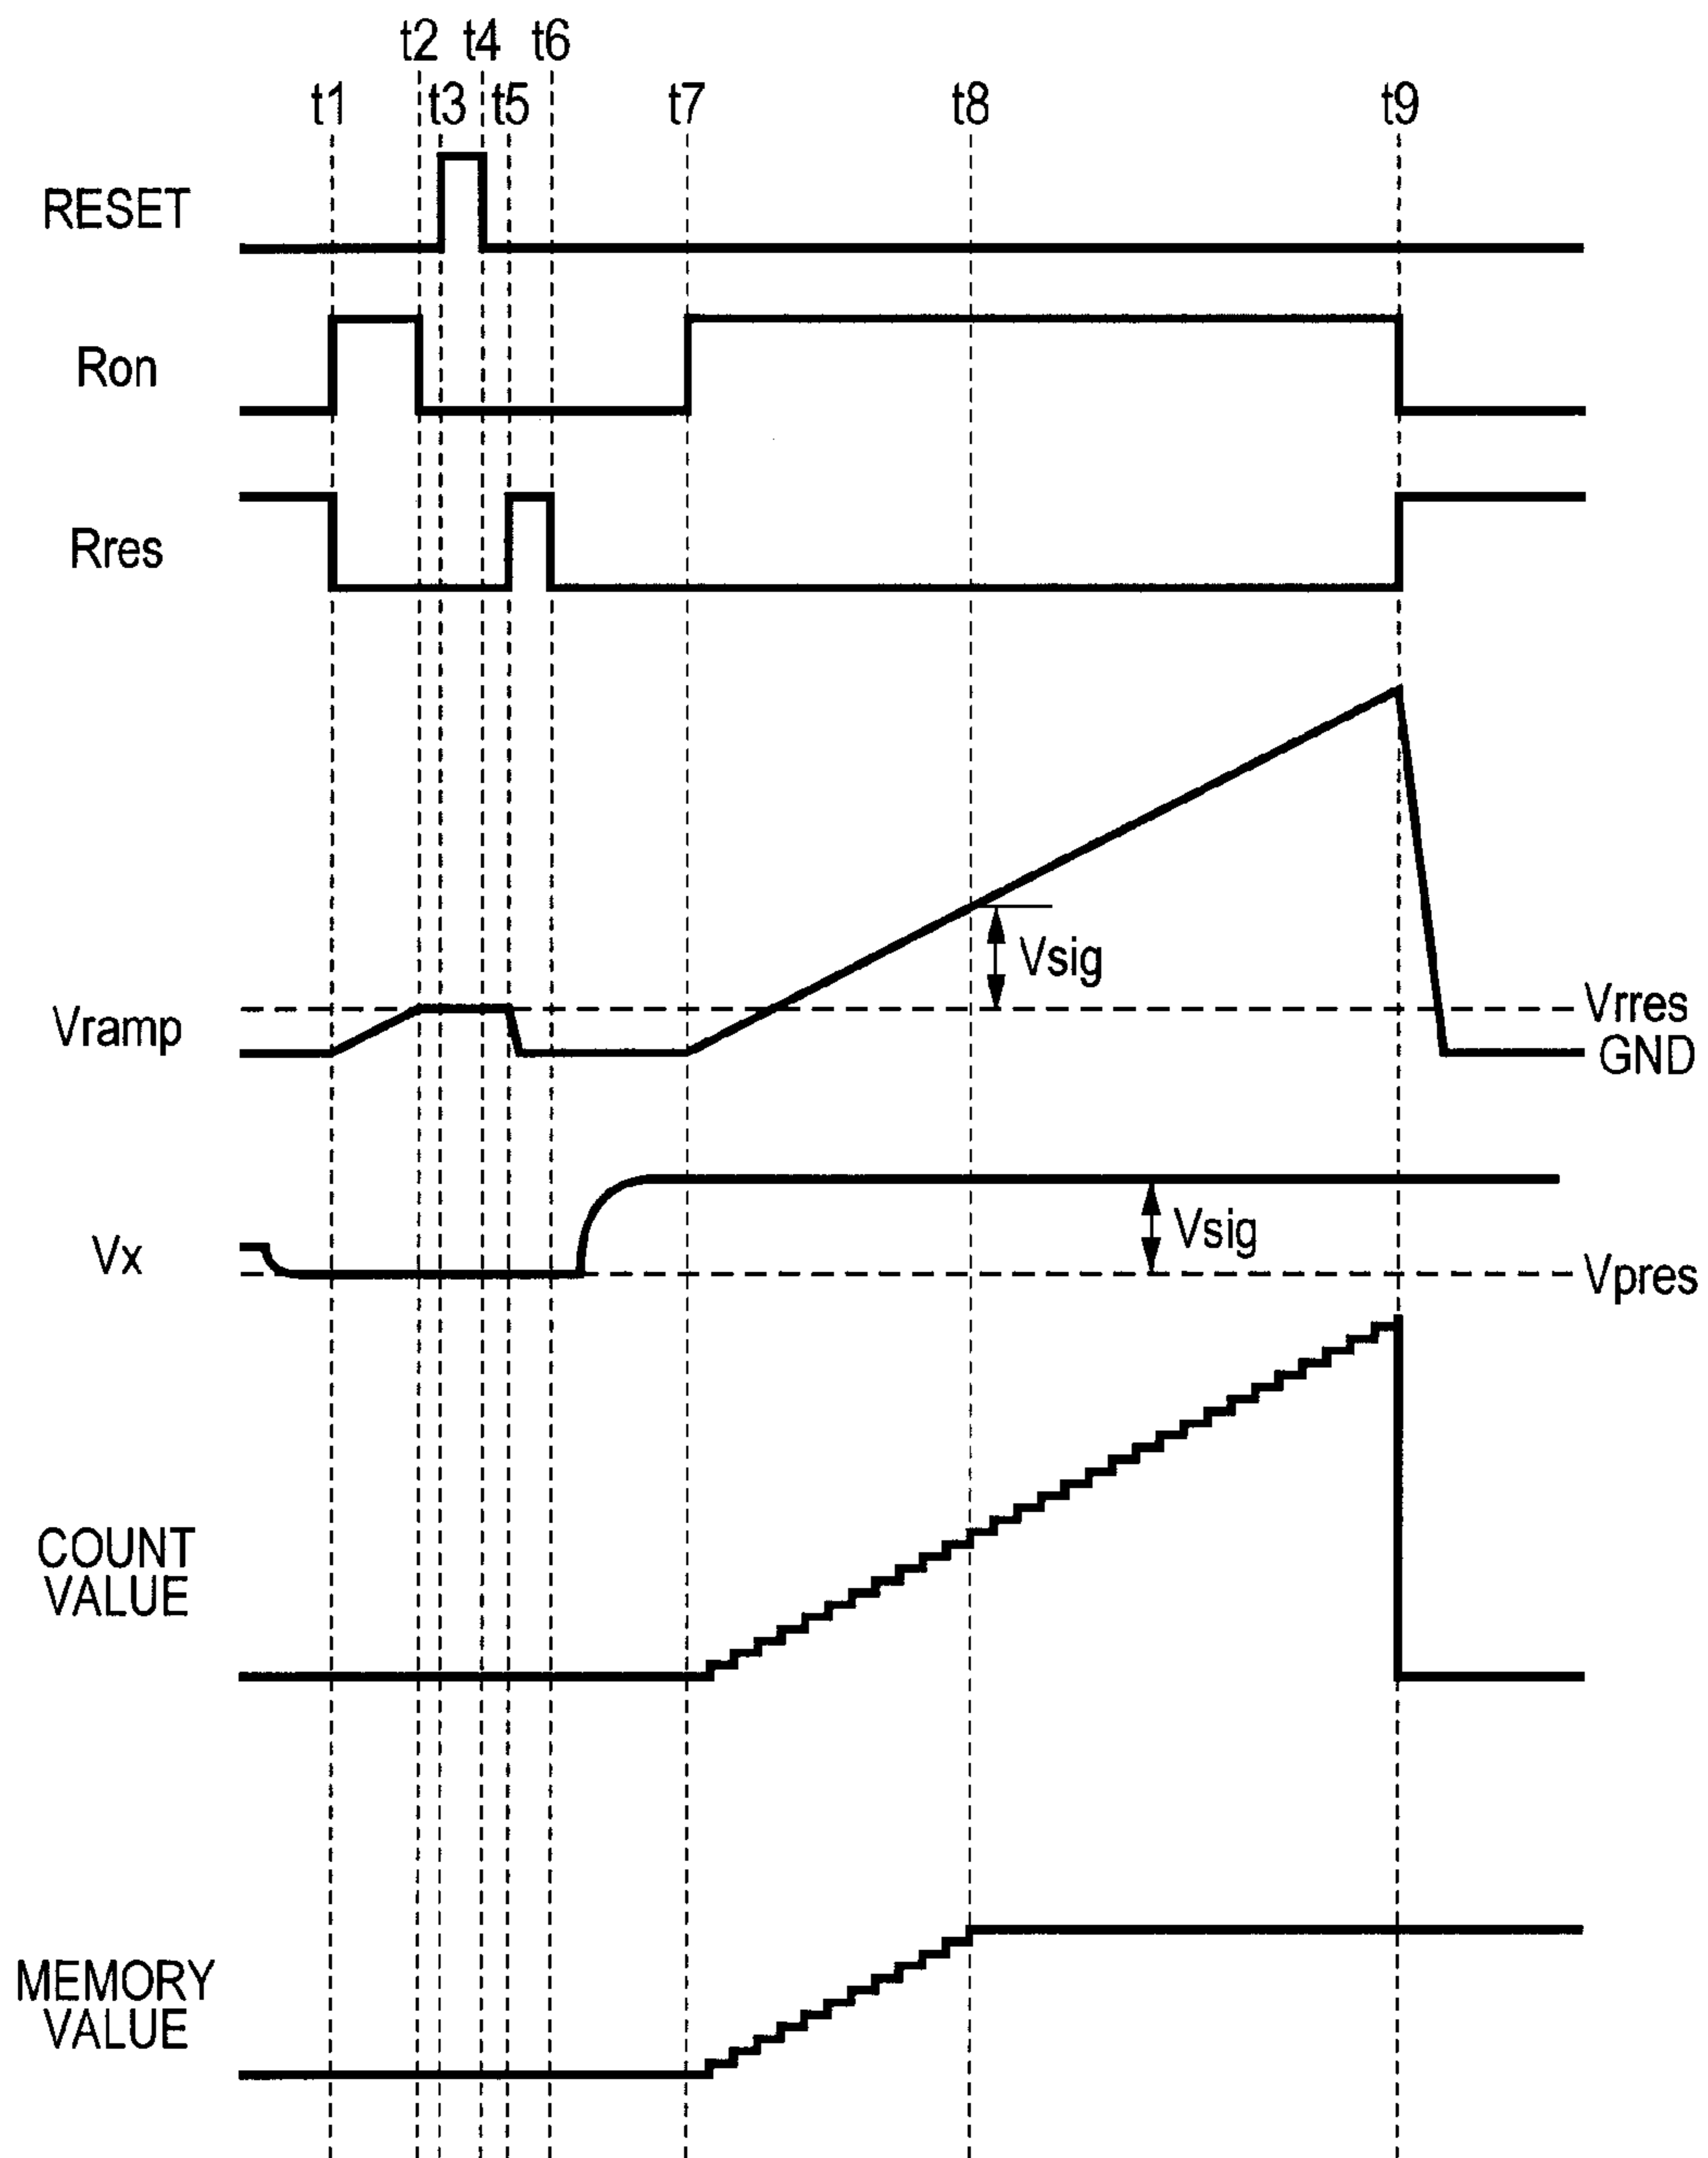 t2 t4 t6
t1 t3 t5 t7 t8 t9
RESET
Ron
Rres
Vsig
Vramp
Vrres
GND
Vx
Vsig
Vpres
COUNT
VALUE
MEMORY
VALUE